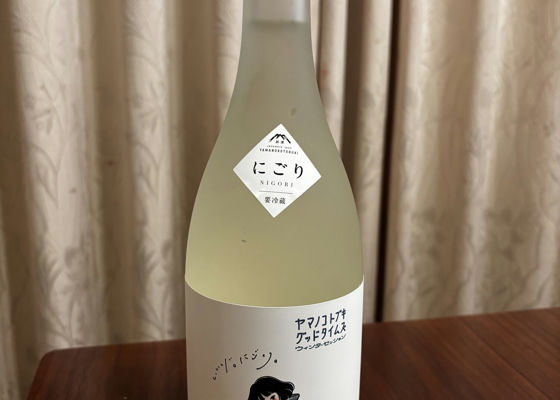 YAMANOKOTOBUKI
にごり
NIGORI
要冷蔵
ヤマノコトブキ
グッドタイムス
ウィンターセッション